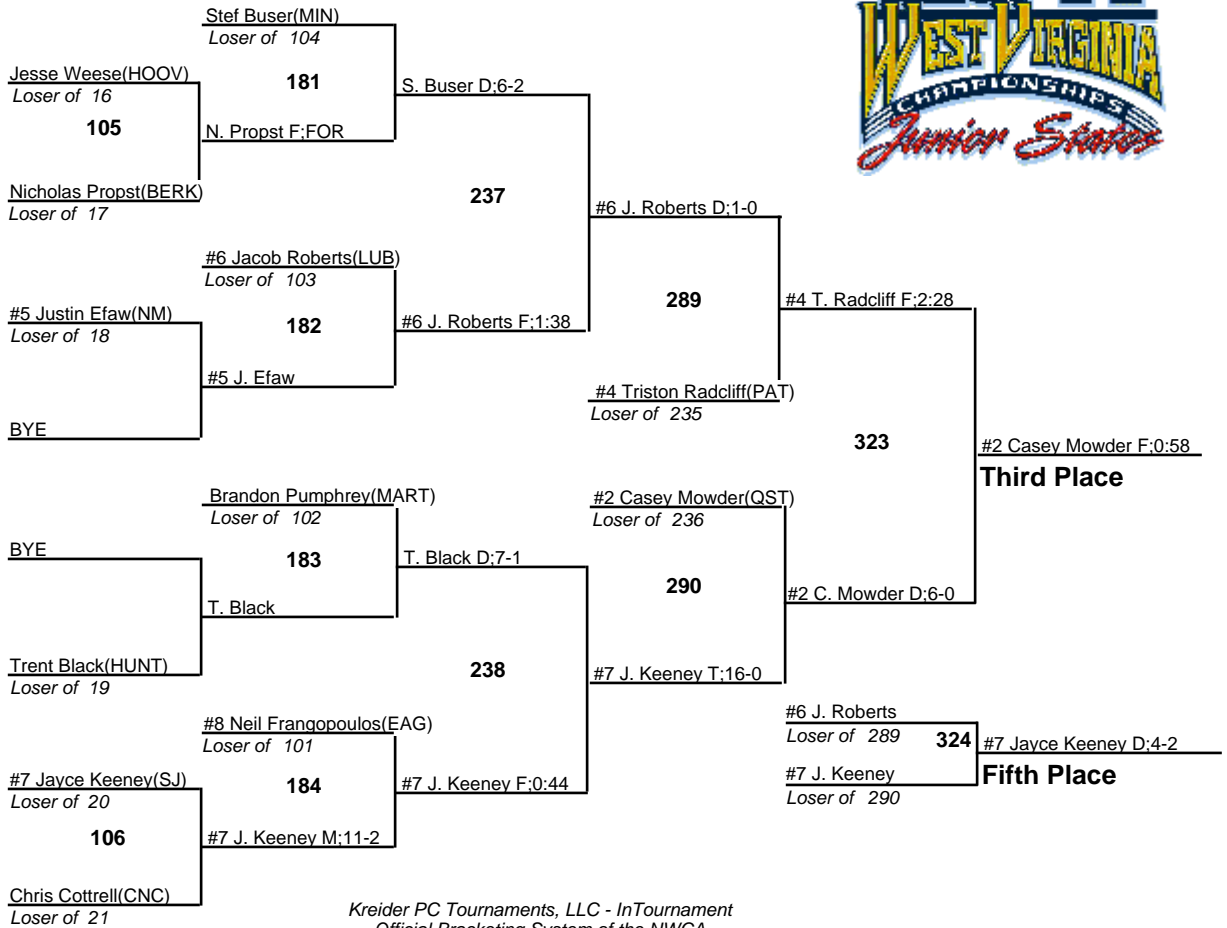 WEST VIRGINIA
CHAMPIONSHIPS
Junior States
Stef Buser(MIN)
Loser of 104
Jesse Weese(HOOV)
Loser of 16
181
S. Buser D;6-2
105
N. Propst F;FOR
Nicholas Propst(BERK)
Loser of 17
237
#6 J. Roberts D;1-0
#6 Jacob Roberts(LUB)
Loser of 103
289
#4 T. Radcliff F;2:28
#5 Justin Efaw(NM)
Loser of 18
182
#6 J. Roberts F;1:38
#5 J. Efaw
#4 Triston Radcliff(PAT)
Loser of 235
BYE
323
#2 Casey Mowder F;0:58
Third Place
Brandon Pumphrey(MART)
Loser of 102
#2 Casey Mowder(QST)
Loser of 236
BYE
183
T. Black D;7-1
290
T. Black
#2 C. Mowder D;6-0
Trent Black(HUNT)
Loser of 19
238
#7 J. Keeney T;16-0
#8 Neil Frangopoulos(EAG)
Loser of 101
#6 J. Roberts
Loser of 289
324
#7 Jayce Keeney D;4-2
Fifth Place
#7 Jayce Keeney(SJ)
Loser of 20
184
#7 J. Keeney F;0:44
#7 J. Keeney
Loser of 290
106
#7 J. Keeney M;11-2
Chris Cottrell(CNC)
Loser of 21
Kreider PC Tournaments, LLC - InTournament
Official Bracketing System of the NWCA